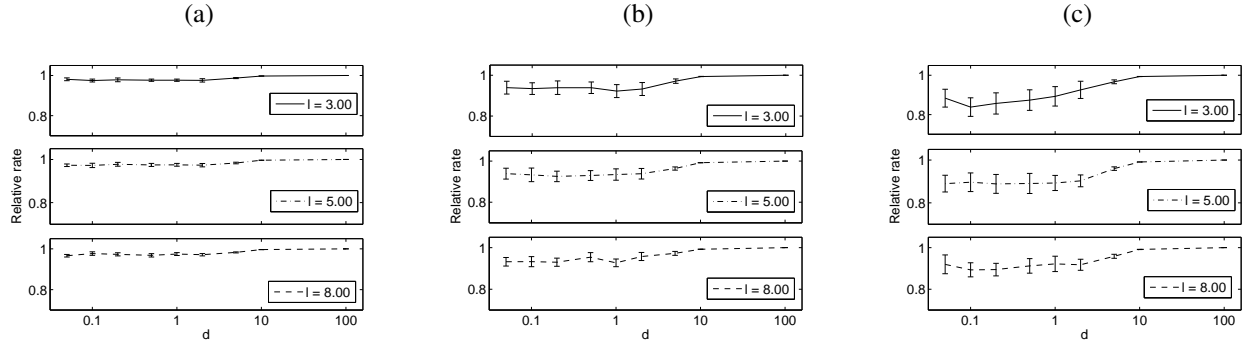 (a)
1
0.8
l = 3.00
Relative rate
1
0.8
l = 5.00
1
0.8
l = 8.00
0.1
1
10
100
d
(b)
1
0.8
l = 3.00
Relative rate
1
0.8
l = 5.00
1
0.8
l = 8.00
0.1
1
10
100
d
(c)
1
0.8
l = 3.00
Relative rate
1
0.8
l = 5.00
1
0.8
l = 8.00
0.1
1
10
100
d